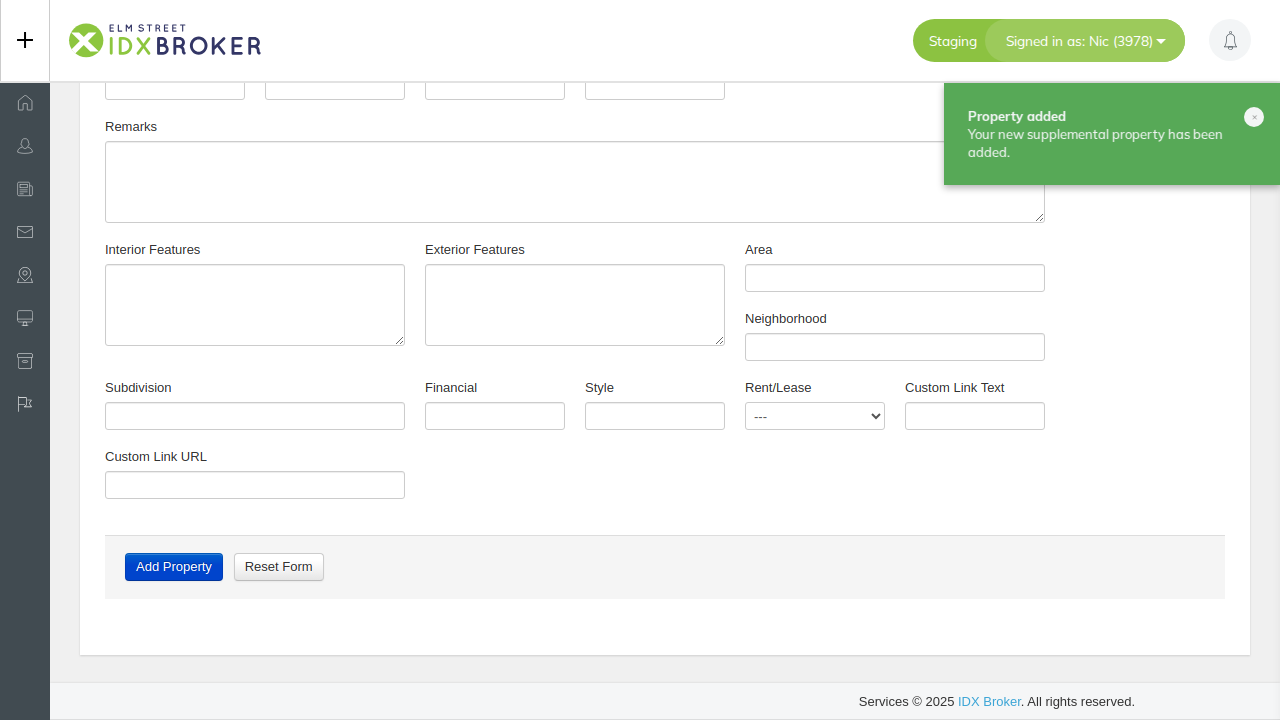 ELM STREET
IDXBROKER
Staging
Signed in as: Nic (3978)
Property added
Your new supplemental property has been
added.
Remarks
Interior Features
Exterior Features
Area
Neighborhood
Subdivision
Financial
Style
Rent/Lease
Custom Link Text
---
Custom Link URL
Add Property
Reset Form
Services © 2025 IDX Broker. All rights reserved.